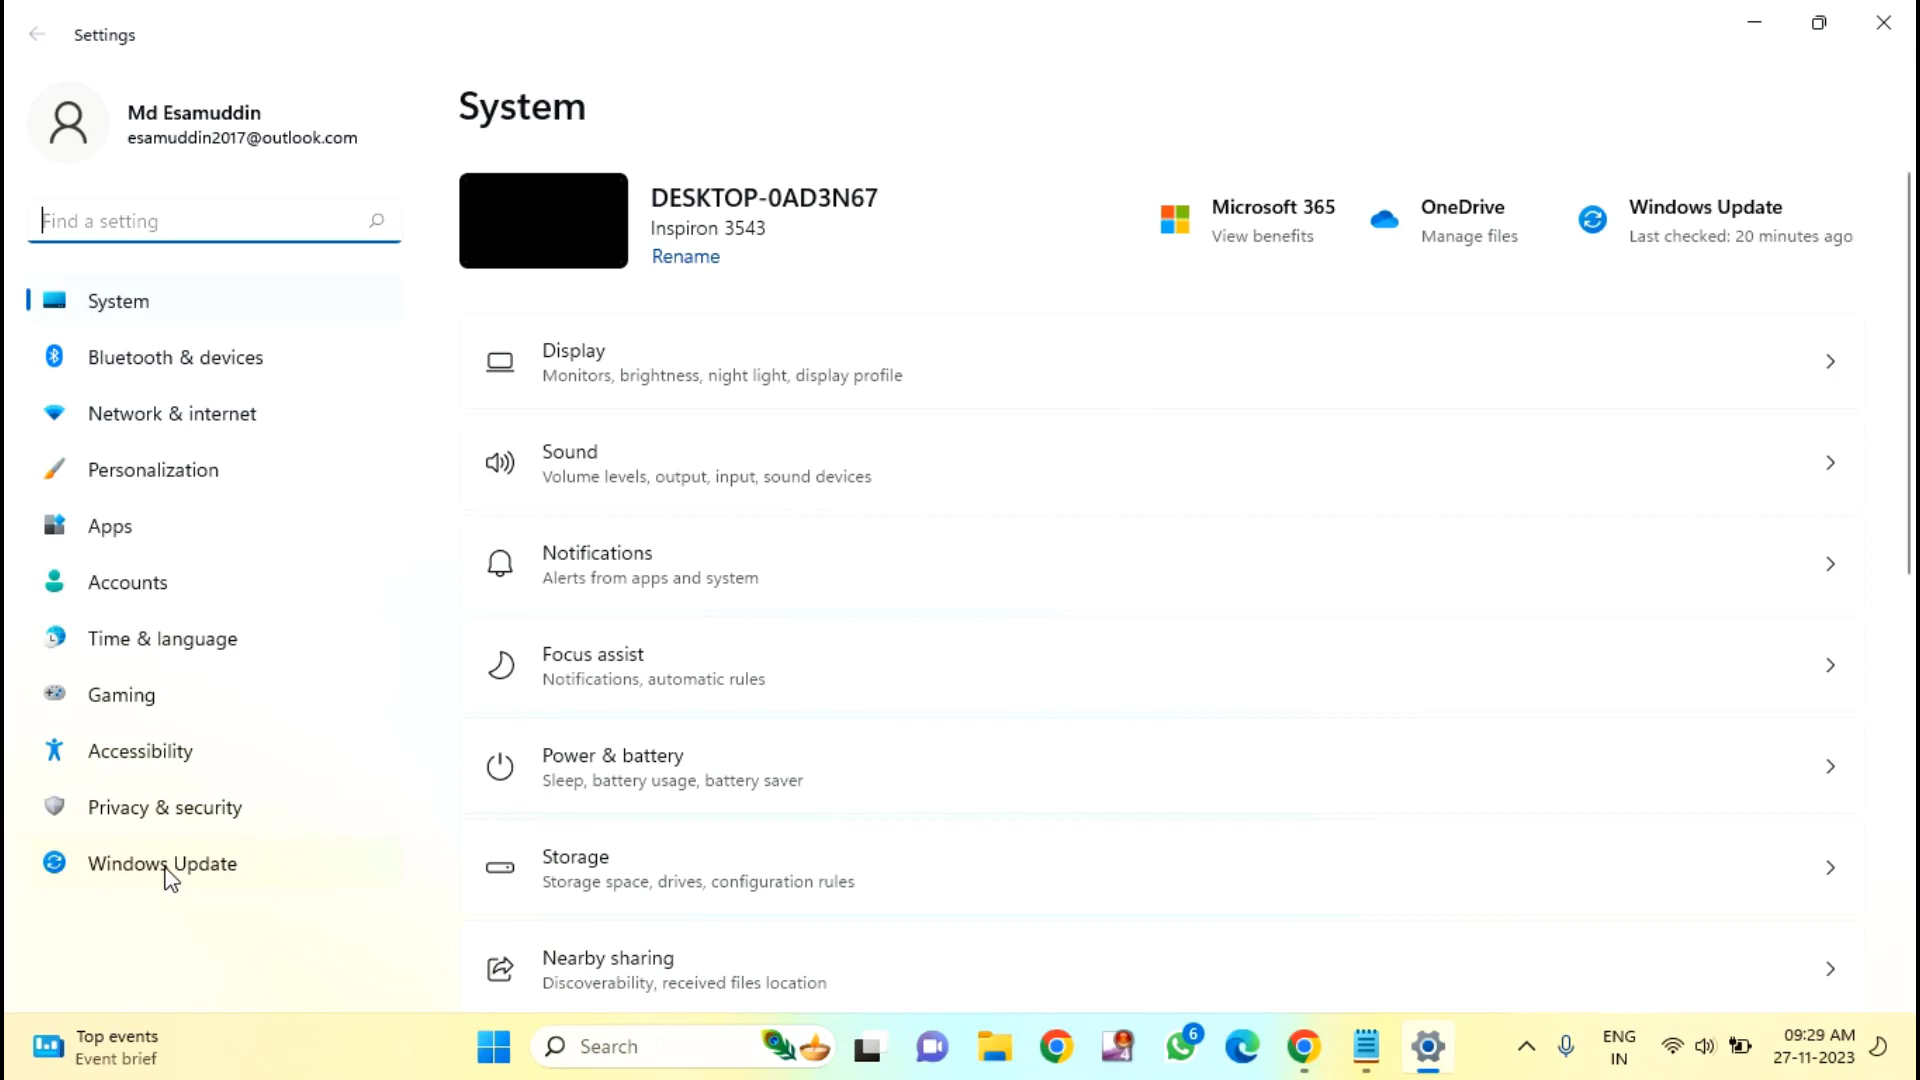 Settings
Md Esamuddin
esamuddin2017@outlook.com
Find a setting
System
Bluetooth & devices
Network & internet
Personalization
Apps
Accounts
Time & language
Gaming
Accessibility
Privacy & security
Windows Update
System
DESKTOP-0AD3N67
Inspiron 3543
Rename
Microsoft 365
View benefits
OneDrive
Manage files
Windows Update
Last checked: 20 minutes ago
Display
Monitors, brightness, night light, display profile
Sound
Volume levels, output, input, sound devices
Notifications
Alerts from apps and system
Focus assist
Notifications, automatic rules
Power & battery
Sleep, battery usage, battery saver
Storage
Storage space, drives, configuration rules
Nearby sharing
Discoverability, received files location
Top events
Event brief
Search
4
6
ENG
IN
09:29 AM
27-11-2023